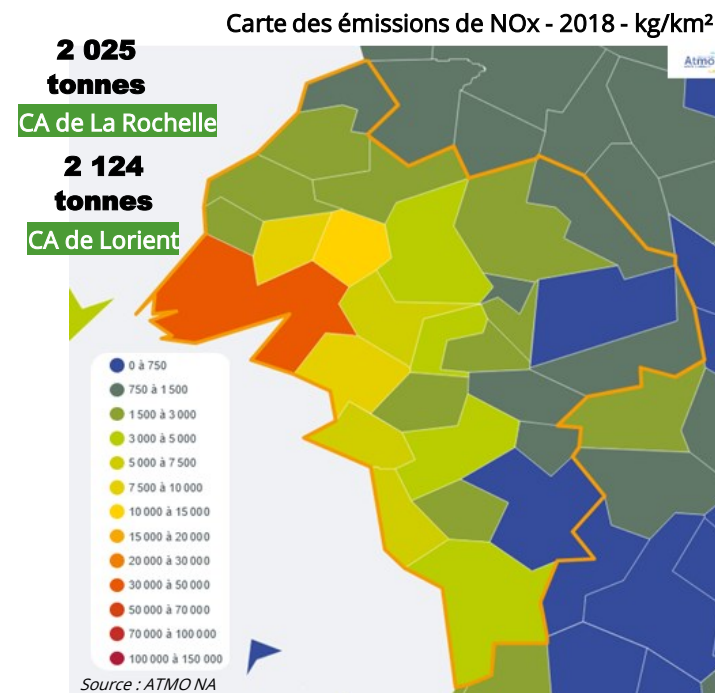 Carte des émissions de NOx - 2018 - kg/km²
2 025
tonnes
CA de La Rochelle
2 124
tonnes
CA de Lorient
Atmo
0 à 750
750 à 1 500
1 500 à 3 000
3 000 à 5 000
5 000 à 7 500
7 500 à 10 000
10 000 à 15 000
15 000 à 20 000
20 000 à 30 000
30 000 à 50 000
50 000 à 70 000
70 000 à 100 000
100 000 à 150 000
Source : ATMO NA